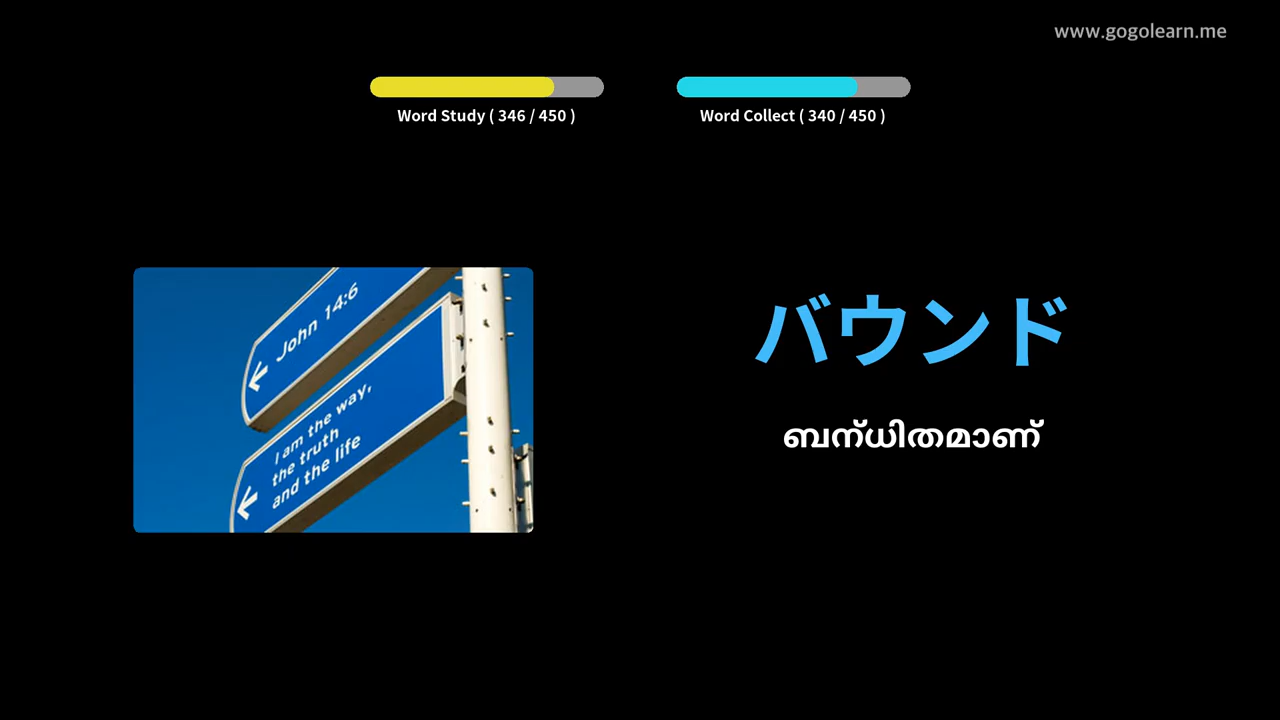 www.gogolearn.me
Word Study ( 346 / 450 )
Word Collect ( 340 / 450 )
John 14:6
I am the way,
the truth
and the life
バウンド
ബന്ധിതമാണ്